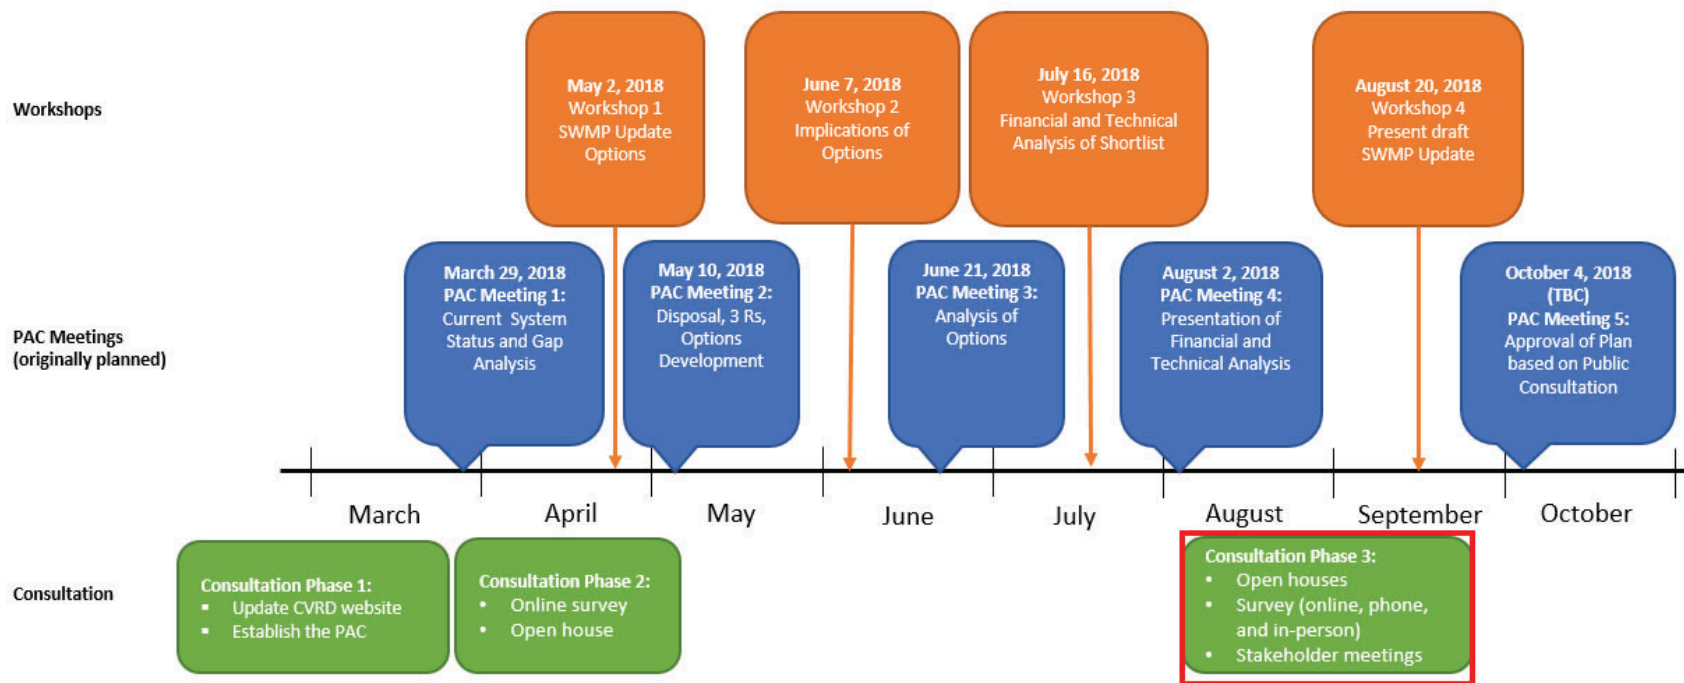 Workshops
May 2, 2018
Workshop 1
SWMP Update
Options
June 7, 2018
Workshop 2
Implications of
Options
July 16, 2018
Workshop 3
Financial and Technical
Analysis of Shortlist
August 20, 2018
Workshop 4
Present draft
SWMP Update
PAC Meetings
(originally planned)
March 29, 2018
PAC Meeting 1:
Current System
Status and Gap
Analysis
May 10, 2018
PAC Meeting 2:
Disposal, 3 Rs,
Options
Development
June 21, 2018
PAC Meeting 3:
Analysis of
Options
August 2, 2018
PAC Meeting 4:
Presentation of
Financial and
Technical Analysis
October 4, 2018
(TBC)
PAC Meeting 5:
Approval of Plan
based on Public
Consultation
March
April
May
June
July
August
September
October
Consultation
Consultation Phase 1:
▪ Update CVRD website
▪ Establish the PAC
Consultation Phase 2:
• Online survey
• Open house
Consultation Phase 3:
• Open houses
• Survey (online, phone,
and in-person)
• Stakeholder meetings